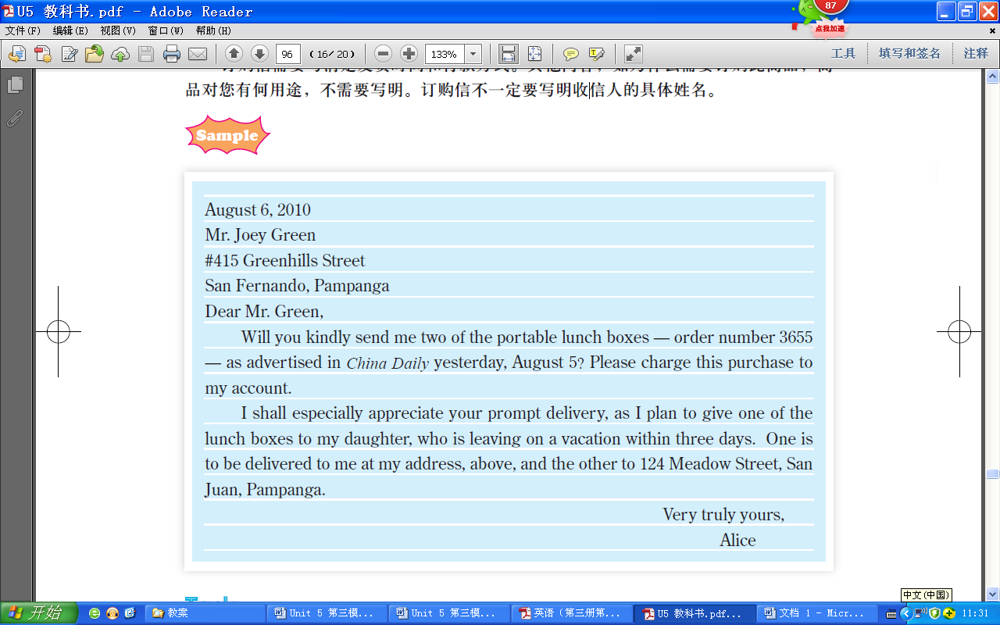 U5 教科书.pdf - Adobe Reader
87
点我加速
文件(F) 编辑(E) 视图(V) 窗口(W) 帮助(H)
96 (16/20) 133% 工具 填写和签名 注释
品对您有何用途，不需要写明。订购信不一定要写明收信人的具体姓名。
Sample
August 6, 2010
Mr. Joey Green
#415 Greenhills Street
San Fernando, Pampanga
Dear Mr. Green,
Will you kindly send me two of the portable lunch boxes — order number 3655
— as advertised in China Daily yesterday, August 5? Please charge this purchase to
my account.
I shall especially appreciate your prompt delivery, as I plan to give one of the
lunch boxes to my daughter, who is leaving on a vacation within three days. One is
to be delivered to me at my address, above, and the other to 124 Meadow Street, San
Juan, Pampanga.
Very truly yours,
Alice
中文(中国)
开始 教案 Unit 5 第三模... Unit 5 第三模... 英语（第三册第... U5 教科书.pdf... 文档 1 - Micr... 11:31